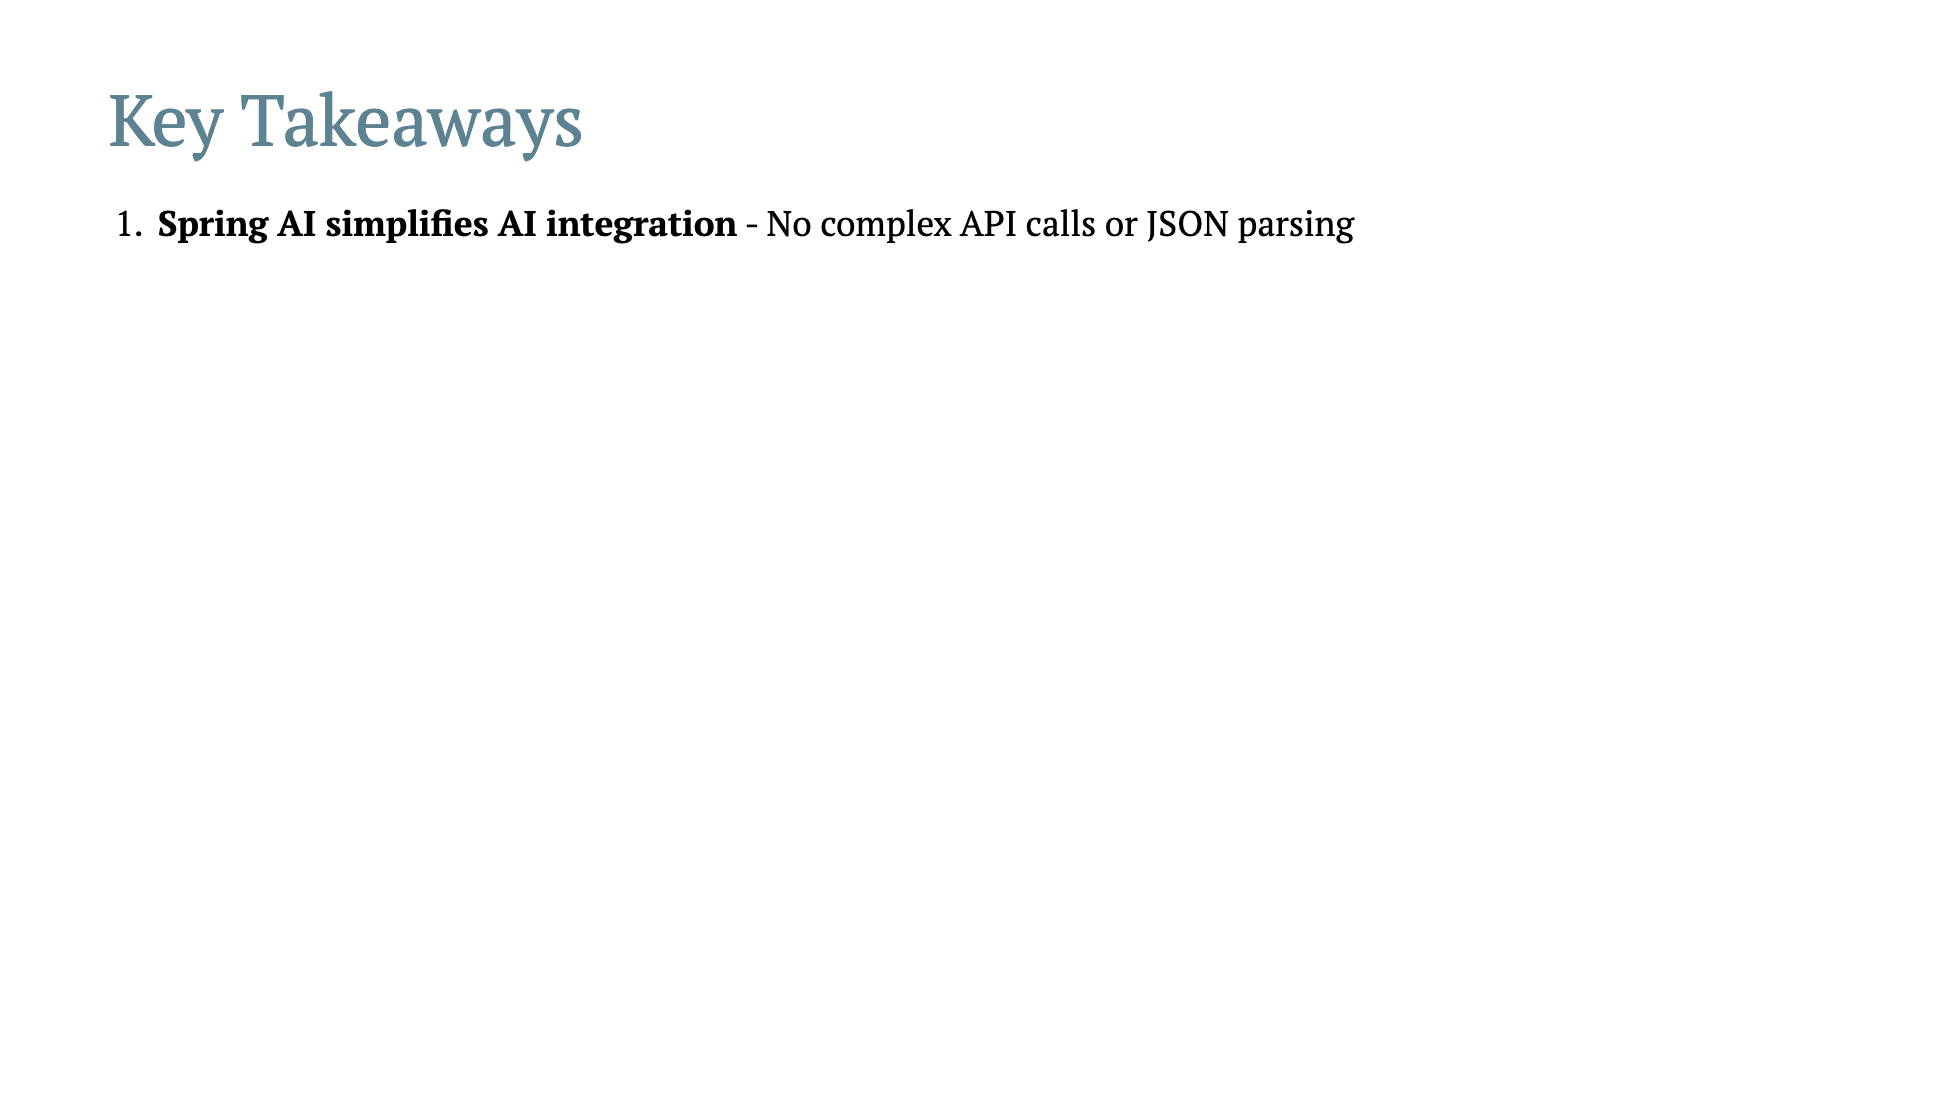 Key Takeaways
1. Spring AI simplifies AI integration - No complex API calls or JSON parsing